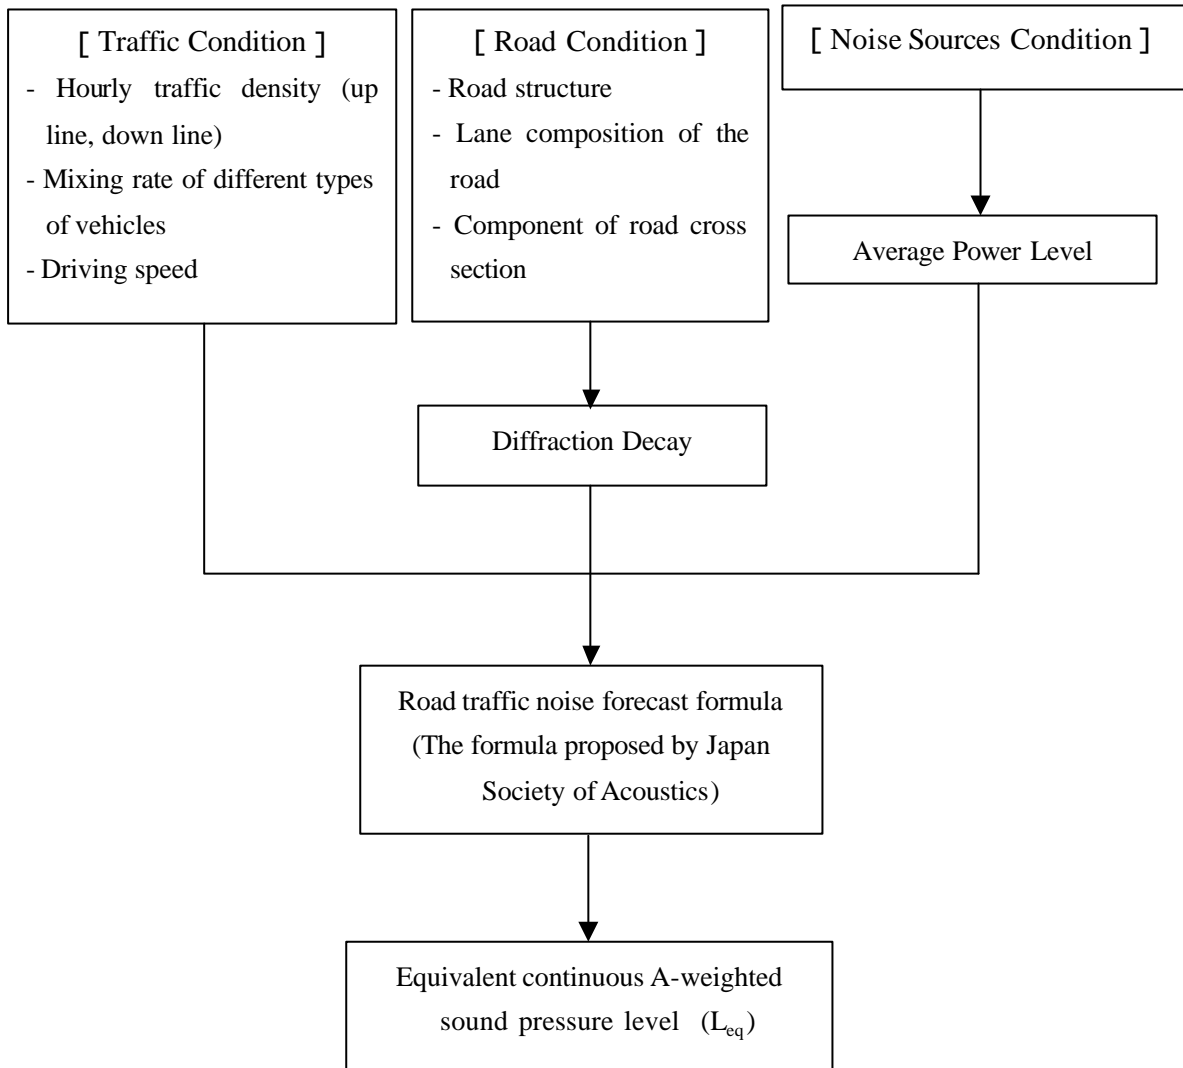 [ Traffic Condition ]
- Hourly traffic density (up
line, down line)
- Mixing rate of different types
of vehicles
- Driving speed
[ Road Condition ]
- Road structure
- Lane composition of the
road
- Component of road cross
section
[ Noise Sources Condition ]
Average Power Level
Diffraction Decay
Road traffic noise forecast formula
(The formula proposed by Japan
Society of Acoustics)
Equivalent continuous A-weighted
sound pressure level (Leq)